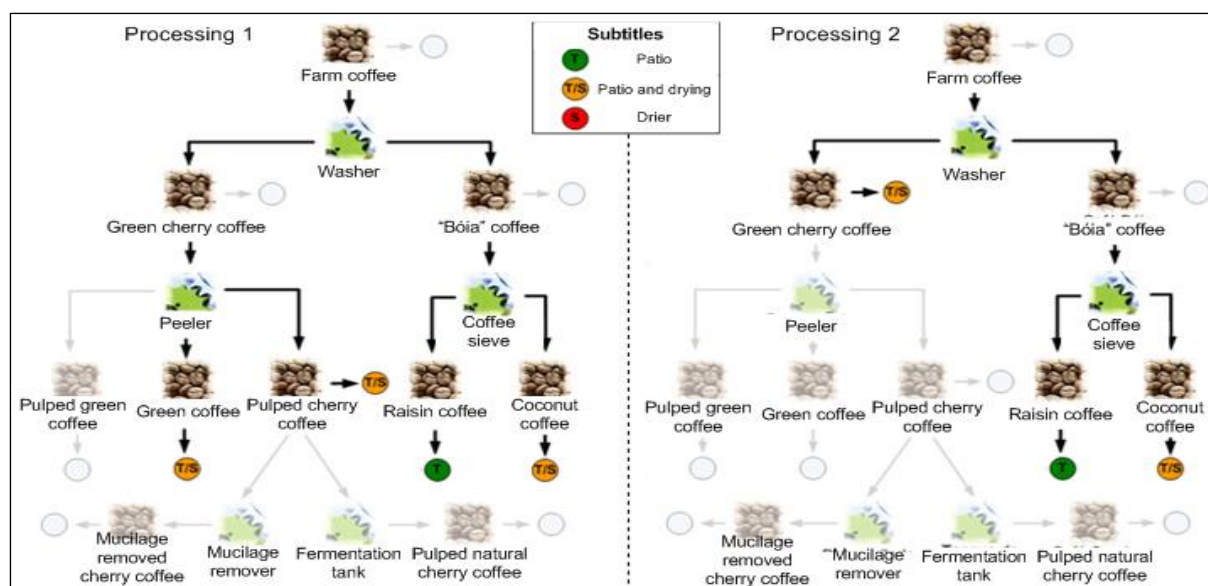 Processing 1
Farm coffee
Washer
Green cherry coffee
"Bóia" coffee
Peeler
Coffee
sieve
Pulped green
coffee
Green coffee
Pulped cherry
coffee
T/S
Raisin coffee
Coconut
coffee
T/S
T
T/S
Mucilage
removed
cherry coffee
Mucilage
remover
Fermentation
tank
Pulped natural
cherry coffee
Subtitles
T Patio
T/S Patio and drying
S Drier
Processing 2
Farm coffee
Washer
T/S
Green cherry coffee
"Bóia" coffee
Peeler
Coffee
sieve
Pulped green
coffee
Green coffee
Pulped cherry
coffee
Raisin coffee
Coconut
coffee
T
T/S
Mucilage
removed
cherry coffee
"Mucilage"
remover
Fermentation
tank
Pulped natural
cherry coffee